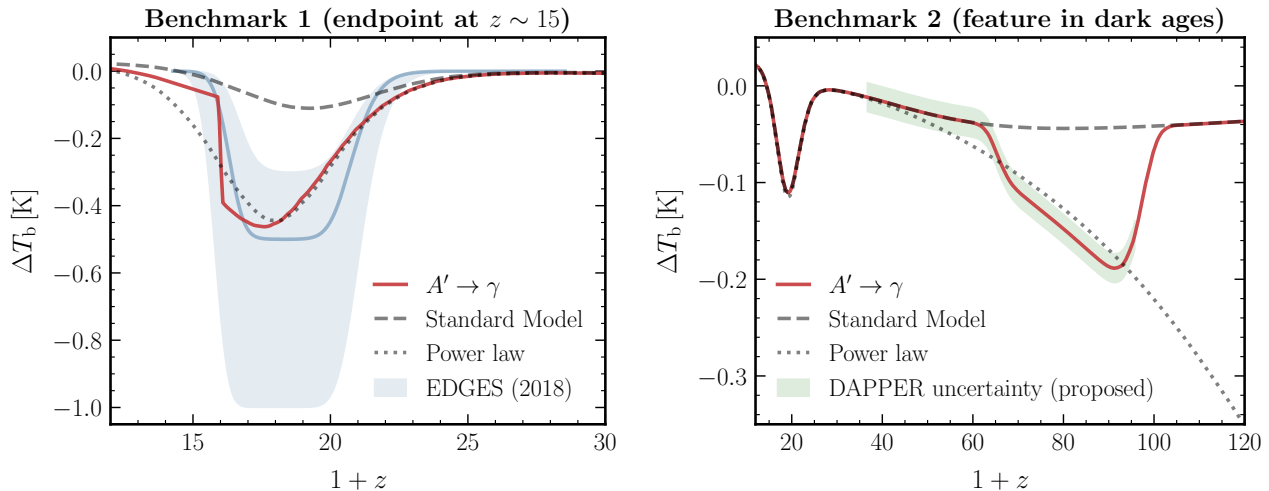 Benchmark 1 (endpoint at z ∼ 15)
0.0
−0.2
−0.4
−0.6
−0.8
−1.0
ΔT_b [K]
A′ → γ
Standard Model
Power law
EDGES (2018)
15
20
25
30
1 + z
Benchmark 2 (feature in dark ages)
0.0
−0.1
−0.2
−0.3
ΔT_b [K]
A′ → γ
Standard Model
Power law
DAPPER uncertainty (proposed)
20
40
60
80
100
120
1 + z